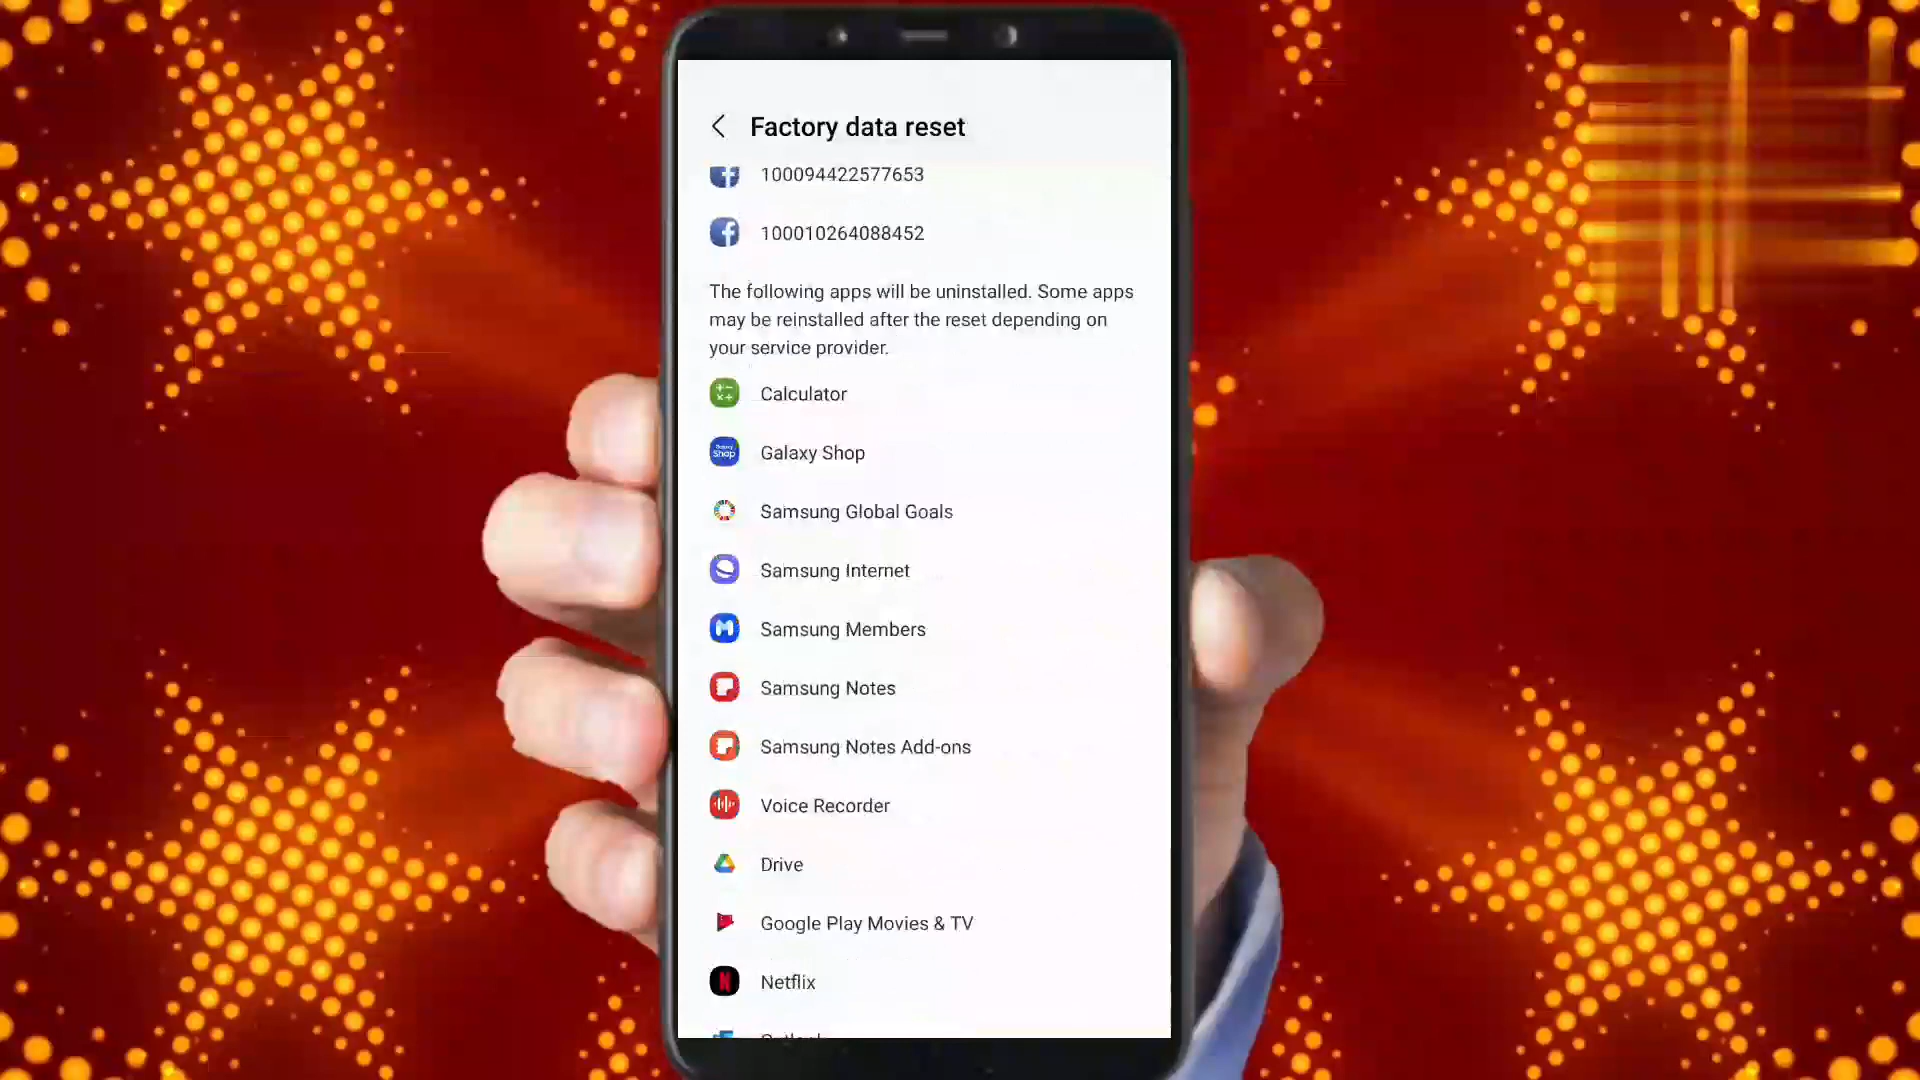 Factory data reset
100094422577653
100010264088452
The following apps will be uninstalled. Some apps
may be reinstalled after the reset depending on
your service provider.
Calculator
Shop
Galaxy Shop
Samsung Global Goals
Samsung Internet
Samsung Members
Samsung Notes
Samsung Notes Add-ons
Voice Recorder
Drive
Google Play Movies & TV
Netflix